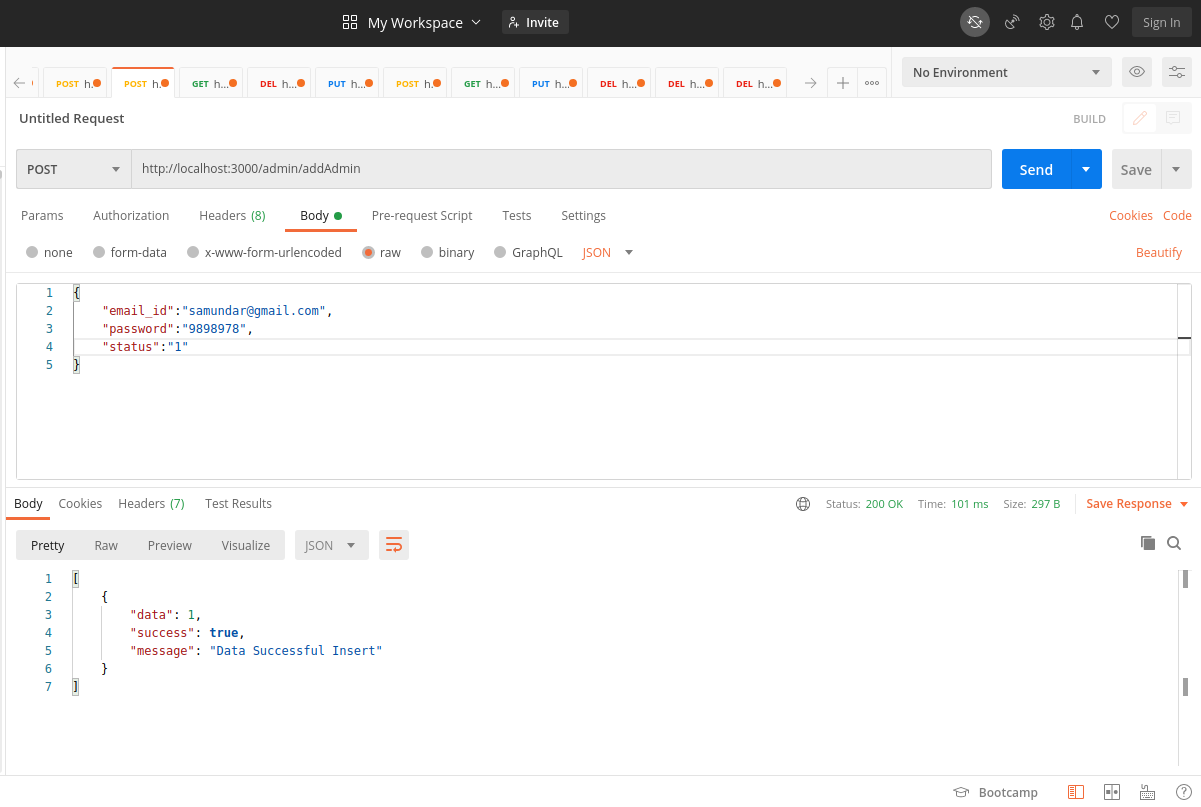 My Workspace Invite Sign In
POST h. POST h. GET h... DEL h... PUT h... POST h... GET h... PUT h... DEL h... DEL h... DEL h... No Environment
Untitled Request BUILD
POST http://localhost:3000/admin/addAdmin Send Save
Params Authorization Headers (8) Body Pre-request Script Tests Settings Cookies Code
none form-data x-www-form-urlencoded raw binary GraphQL JSON Beautify
1 {
2 "email_id":"samundar@gmail.com",
3 "password":"9898978",
4 "status":"1"
5 }
Body Cookies Headers (7) Test Results Status: 200 OK Time: 101 ms Size: 297 B Save Response
Pretty Raw Preview Visualize JSON
1 [
2 {
3 "data": 1,
4 "success": true,
5 "message": "Data Successful Insert"
6 }
7 ]
Bootcamp